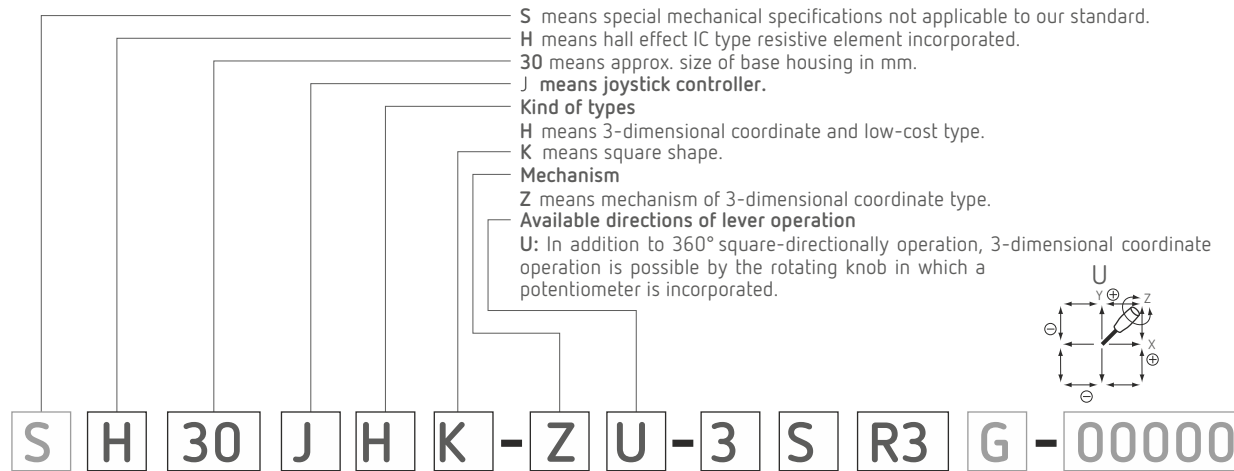 S means special mechanical specifications not applicable to our standard.
H means hall effect IC type resistive element incorporated.
30 means approx. size of base housing in mm.
J means joystick controller.
Kind of types
H means 3-dimensional coordinate and low-cost type.
K means square shape.
Mechanism
Z means mechanism of 3-dimensional coordinate type.
Available directions of lever operation
U: In addition to 360° square-directionally operation, 3-dimensional coordinate
operation is possible by the rotating knob in which a
potentiometer is incorporated.
U
Y ⊕ Z
⊖
X
⊕
⊖
S H 30 J H K - Z U - 3 S R3 G - 00000